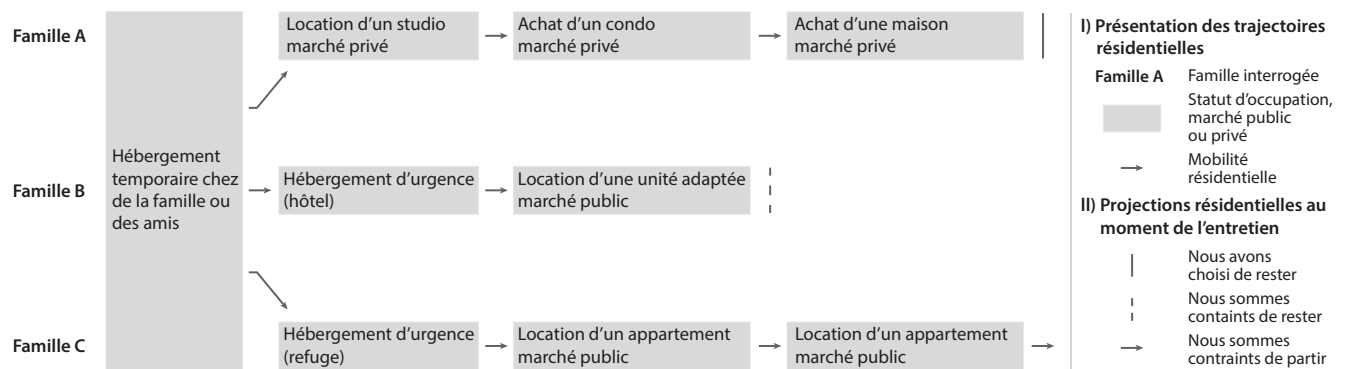 Famille A
Hébergement
temporaire chez
de la famille ou
des amis
Location d'un studio
marché privé
Achat d'un condo
marché privé
Achat d'une maison
marché privé
Famille B
Hébergement d'urgence
(hôtel)
Location d'une unité adaptée
marché public
Famille C
Hébergement d'urgence
(refuge)
Location d'un appartement
marché public
Location d'un appartement
marché public
I) Présentation des trajectoires
résidentielles
Famille A
Famille interrogée
Statut d'occupation,
marché public
ou privé
Mobilité
résidentielle
II) Projections résidentielles au
moment de l'entretien
Nous avons
choisi de rester
Nous sommes
containts de rester
Nous sommes
contraints de partir